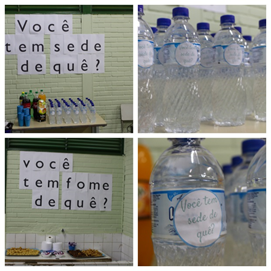 Você
tem sede
de quê?
você
tem fome
de quê?
Você tem
sede de
quê?